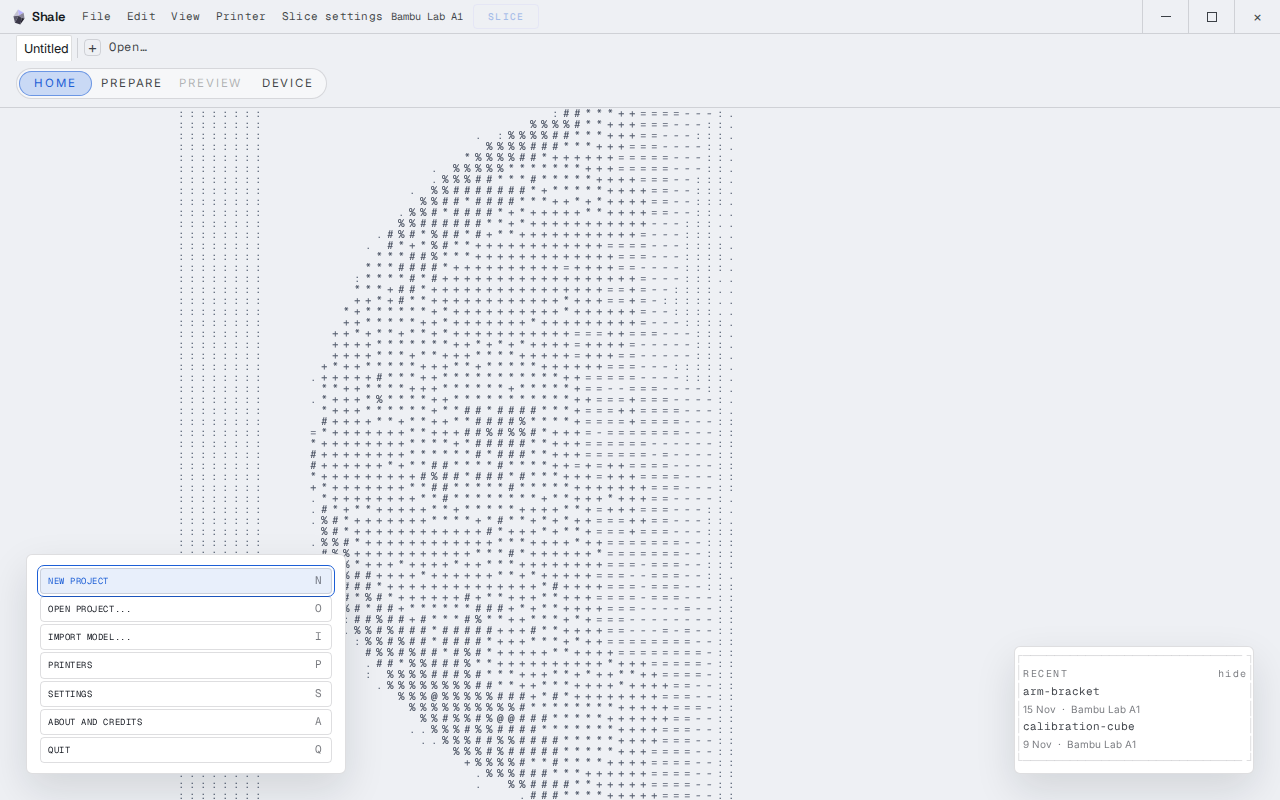 Shale File Edit View Printer Slice settings Bambu Lab A1 SLICE
Untitled + Open…
HOME PREPARE PREVIEW DEVICE
NEW PROJECT N
OPEN PROJECT... O
IMPORT MODEL... I
PRINTERS P
SETTINGS S
ABOUT AND CREDITS A
QUIT Q
RECENT hide
arm-bracket
15 Nov · Bambu Lab A1
calibration-cube
9 Nov · Bambu Lab A1